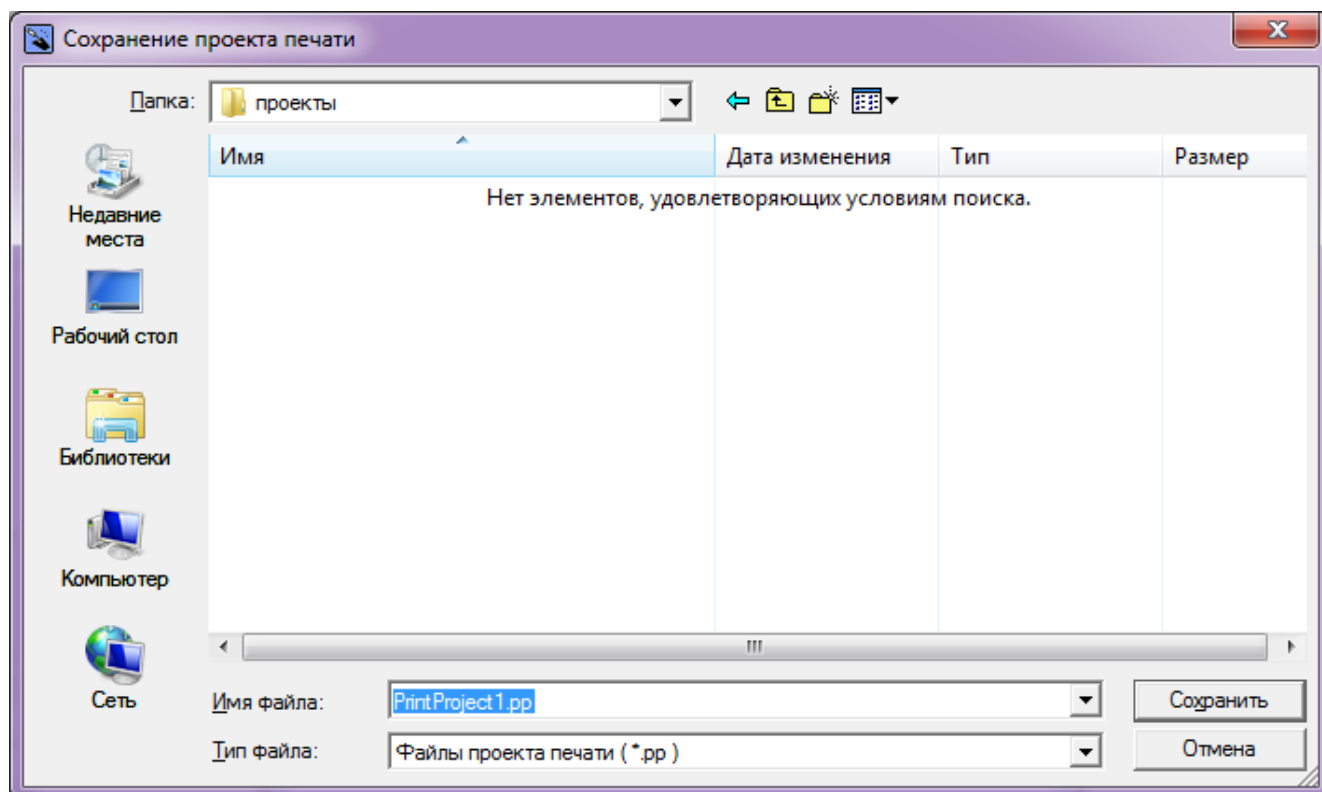 Сохранение проекта печати
Папка: проекты
Имя Дата изменения Тип Размер
Нет элементов, удовлетворяющих условиям поиска.
Недавние
места
Рабочий стол
Библиотеки
Компьютер
Сеть
Имя файла: PrintProject1.pp Сохранить
Тип файла: Файлы проекта печати ( *.pp ) Отмена